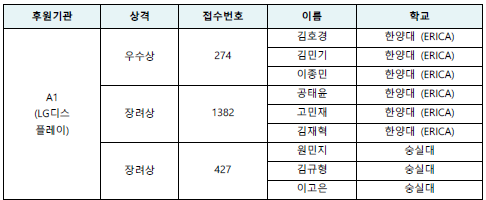 후원기관 상격 접수번호 이름 학교
A1
(LG디스
플레이)
우수상 274
김호경 한양대 (ERICA)
김민기 한양대 (ERICA)
이종민 한양대 (ERICA)
장려상 1382
공태윤 한양대 (ERICA)
고민재 한양대 (ERICA)
김재혁 한양대 (ERICA)
장려상 427
원민지 숭실대
김규형 숭실대
이고은 숭실대